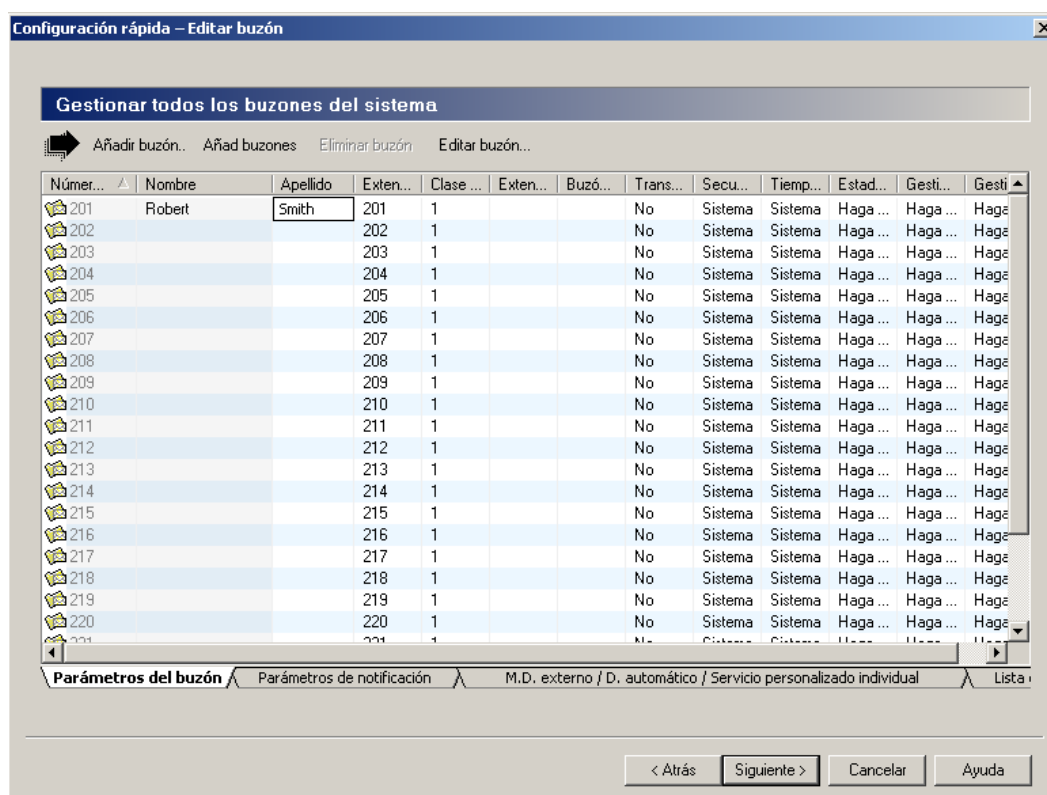 Configuración rápida – Editar buzón
Gestionar todos los buzones del sistema
Añadir buzón.. Añad buzones Eliminar buzón Editar buzón...
Númer... Nombre Apellido Exten... Clase ... Exten... Buzó... Trans... Secu... Tiemp... Estad... Gesti... Gesti
201 Robert Smith 201 1 No Sistema Sistema Haga ... Haga ... Haga
202 202 1 No Sistema Sistema Haga ... Haga ... Haga
203 203 1 No Sistema Sistema Haga ... Haga ... Haga
204 204 1 No Sistema Sistema Haga ... Haga ... Haga
205 205 1 No Sistema Sistema Haga ... Haga ... Haga
206 206 1 No Sistema Sistema Haga ... Haga ... Haga
207 207 1 No Sistema Sistema Haga ... Haga ... Haga
208 208 1 No Sistema Sistema Haga ... Haga ... Haga
209 209 1 No Sistema Sistema Haga ... Haga ... Haga
210 210 1 No Sistema Sistema Haga ... Haga ... Haga
211 211 1 No Sistema Sistema Haga ... Haga ... Haga
212 212 1 No Sistema Sistema Haga ... Haga ... Haga
213 213 1 No Sistema Sistema Haga ... Haga ... Haga
214 214 1 No Sistema Sistema Haga ... Haga ... Haga
215 215 1 No Sistema Sistema Haga ... Haga ... Haga
216 216 1 No Sistema Sistema Haga ... Haga ... Haga
217 217 1 No Sistema Sistema Haga ... Haga ... Haga
218 218 1 No Sistema Sistema Haga ... Haga ... Haga
219 219 1 No Sistema Sistema Haga ... Haga ... Haga
220 220 1 No Sistema Sistema Haga ... Haga ... Haga
Parámetros del buzón Parámetros de notificación M.D. externo / D. automático / Servicio personalizado individual Lista
< Atrás Siguiente > Cancelar Ayuda